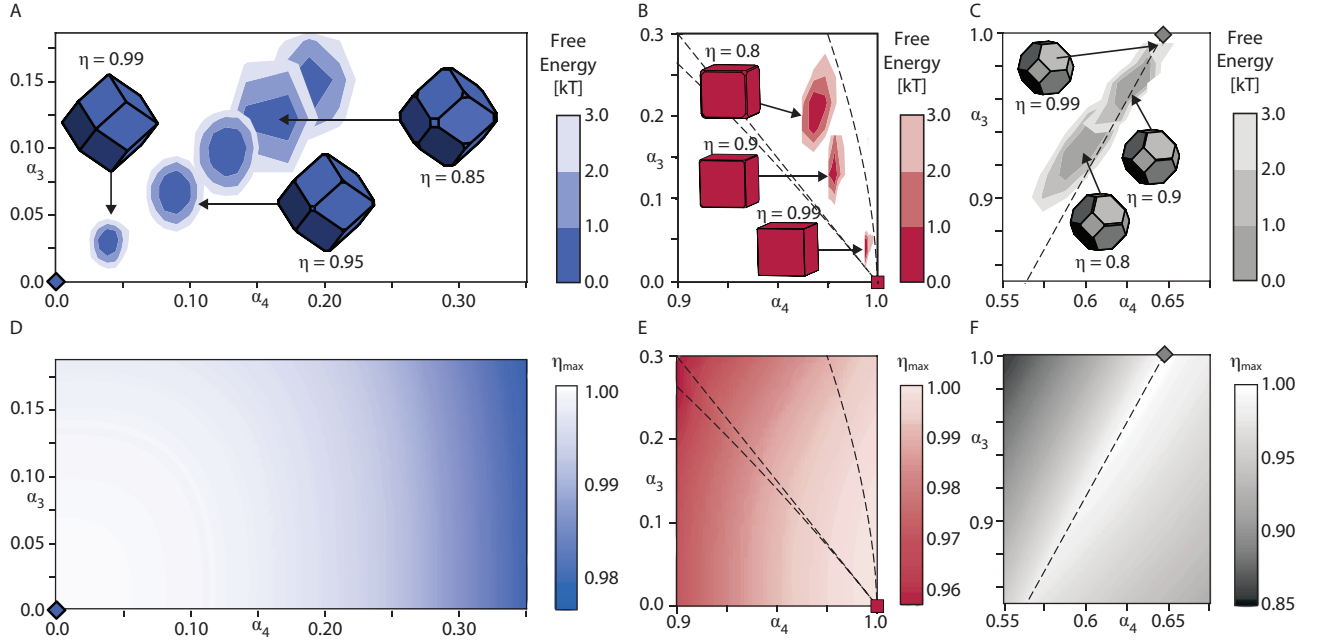 A
η = 0.99
η = 0.85
η = 0.95
0.15
0.10
α3
0.05
0.0
0.0
0.10
α4
0.20
0.30
Free
Energy
[kT]
3.0
2.0
1.0
0.0
B
η = 0.8
η = 0.9
η = 0.99
0.3
0.2
α3
0.1
0.0
0.9
α4
1.0
Free
Energy
[kT]
3.0
2.0
1.0
0.0
C
η = 0.99
η = 0.9
η = 0.8
1.0
α3
0.9
0.55
0.6
α4
0.65
Free
Energy
[kT]
3.0
2.0
1.0
0.0
D
0.15
0.10
α3
0.05
0.0
0.0
0.10
α4
0.20
0.30
ηmax
1.00
0.99
0.98
E
0.3
0.2
α3
0.1
0.0
0.9
α4
1.0
ηmax
1.00
0.99
0.98
0.97
0.96
F
1.0
α3
0.9
0.55
0.6
α4
0.65
ηmax
1.00
0.95
0.90
0.85